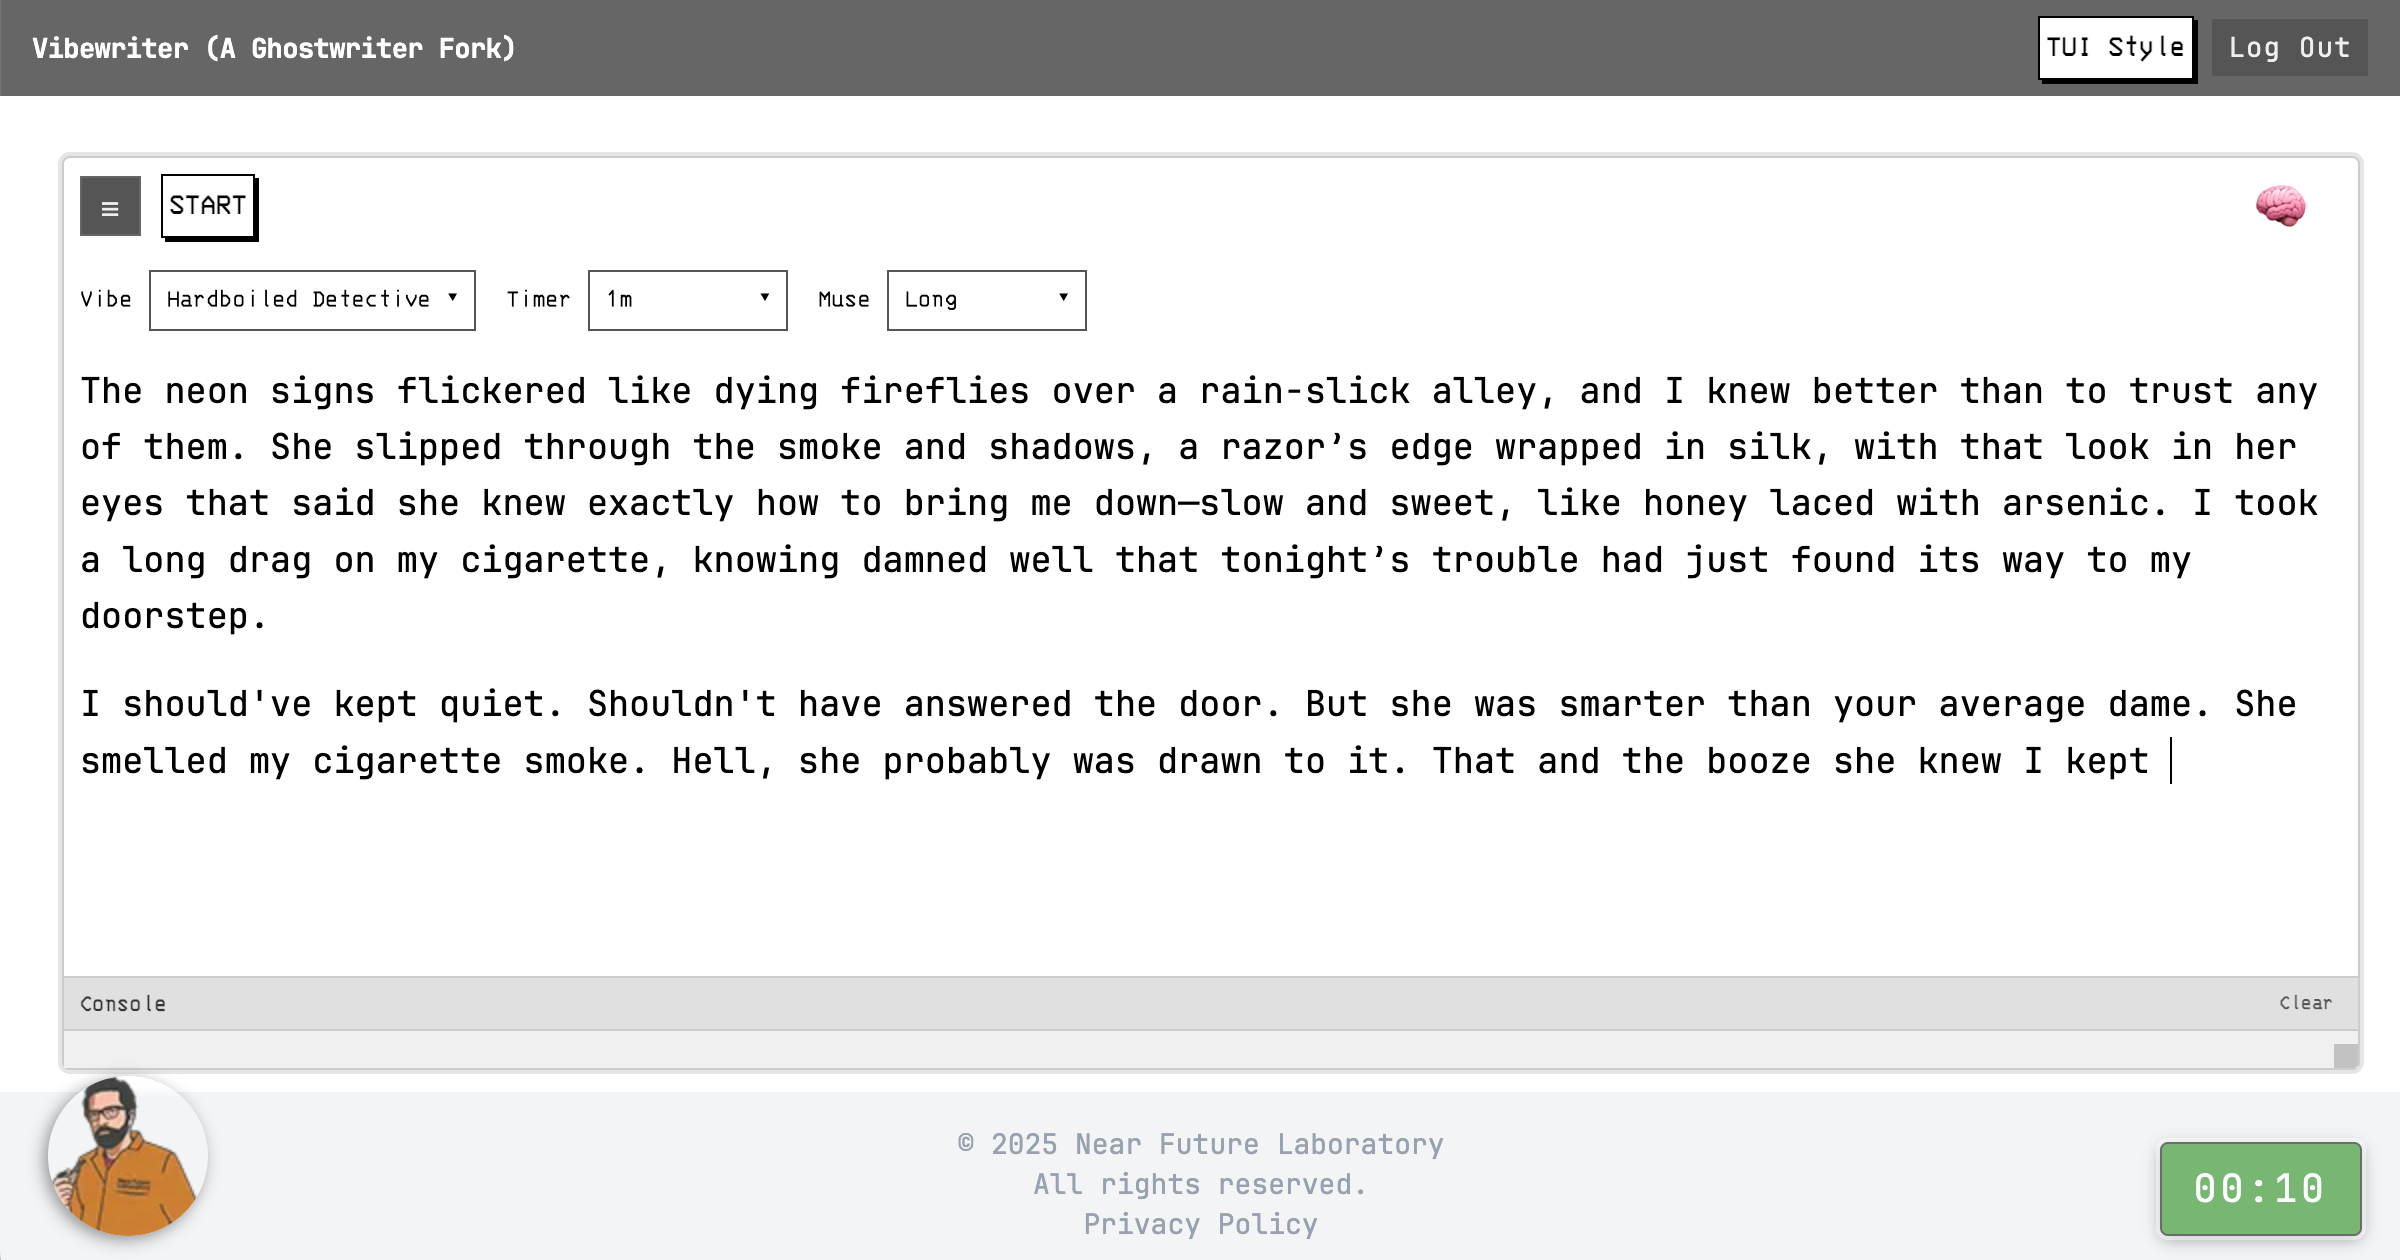 Vibewriter (A Ghostwriter Fork)
TUI Style
Log Out
≡
START
Vibe
Hardboiled Detective ▼
Timer
1m ▼
Muse
Long ▼
The neon signs flickered like dying fireflies over a rain-slick alley, and I knew better than to trust any
of them. She slipped through the smoke and shadows, a razor’s edge wrapped in silk, with that look in her
eyes that said she knew exactly how to bring me down—slow and sweet, like honey laced with arsenic. I took
a long drag on my cigarette, knowing damned well that tonight’s trouble had just found its way to my
doorstep.
I should've kept quiet. Shouldn't have answered the door. But she was smarter than your average dame. She
smelled my cigarette smoke. Hell, she probably was drawn to it. That and the booze she knew I kept
Console
Clear
© 2025 Near Future Laboratory
All rights reserved.
Privacy Policy
00:10